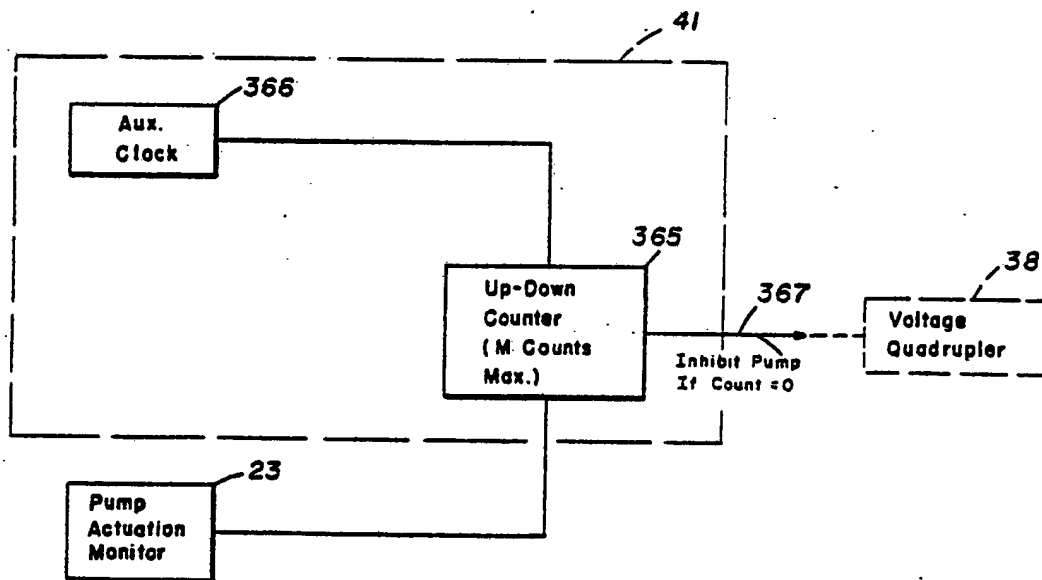 41
366
Aux.
Clock
365
Up-Down
Counter
(M Counts
Max.)
367
Inhibit Pump
If Count =0
38
Voltage
Quadrupler
23
Pump
Actuation
Monitor